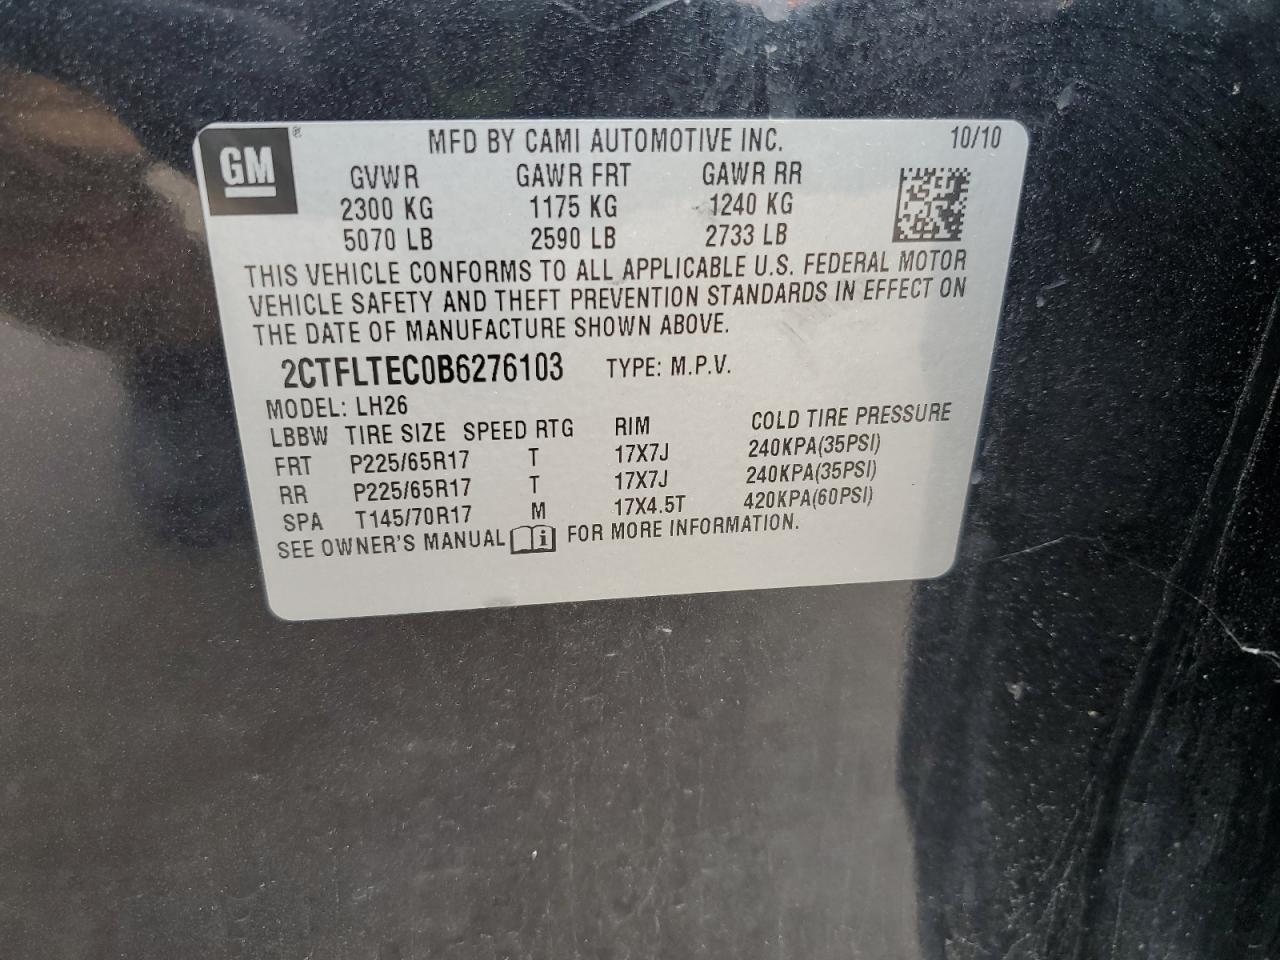 GM ®
MFD BY CAMI AUTOMOTIVE INC. 10/10
GVWR GAWR FRT GAWR RR
2300 KG 1175 KG 1240 KG
5070 LB 2590 LB 2733 LB
THIS VEHICLE CONFORMS TO ALL APPLICABLE U.S. FEDERAL MOTOR
VEHICLE SAFETY AND THEFT PREVENTION STANDARDS IN EFFECT ON
THE DATE OF MANUFACTURE SHOWN ABOVE.
2CTFLTEC0B6276103 TYPE: M.P.V.
MODEL: LH26
LBBW TIRE SIZE SPEED RTG RIM COLD TIRE PRESSURE
FRT P225/65R17 T 17X7J 240KPA(35PSI)
RR P225/65R17 T 17X7J 240KPA(35PSI)
SPA T145/70R17 M 17X4.5T 420KPA(60PSI)
SEE OWNER'S MANUAL i FOR MORE INFORMATION.